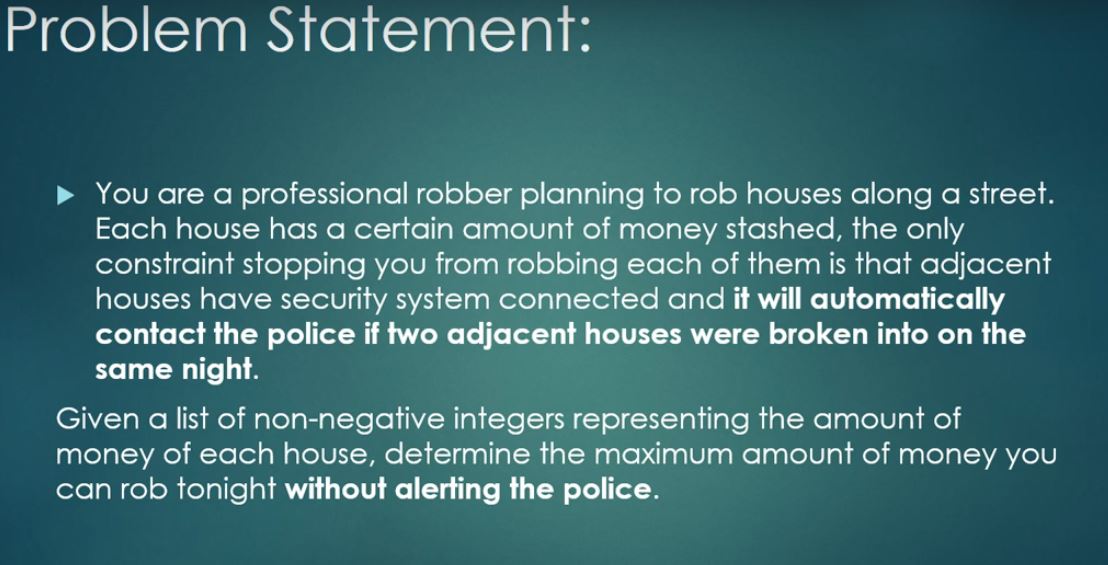 Problem Statement:
You are a professional robber planning to rob houses along a street.
Each house has a certain amount of money stashed, the only
constraint stopping you from robbing each of them is that adjacent
houses have security system connected and it will automatically
contact the police if two adjacent houses were broken into on the
same night.
Given a list of non-negative integers representing the amount of
money of each house, determine the maximum amount of money you
can rob tonight without alerting the police.